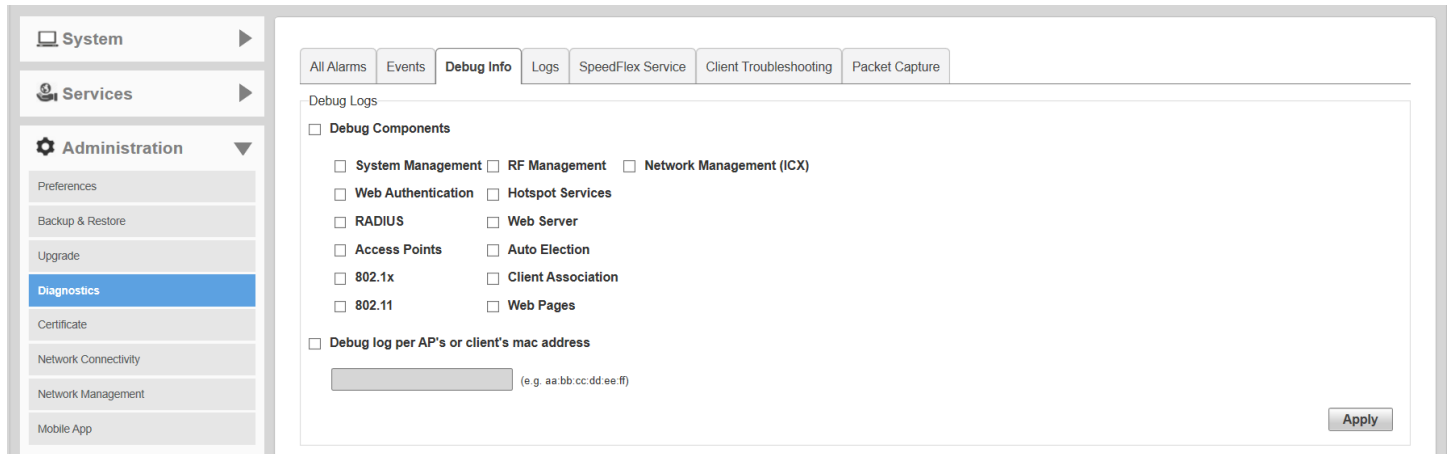 System
Services
Administration
Preferences
Backup & Restore
Upgrade
Diagnostics
Certificate
Network Connectivity
Network Management
Mobile App
All Alarms Events Debug Info Logs SpeedFlex Service Client Troubleshooting Packet Capture
Debug Logs
Debug Components
System Management RF Management Network Management (ICX)
Web Authentication Hotspot Services
RADIUS Web Server
Access Points Auto Election
802.1x Client Association
802.11 Web Pages
Debug log per AP's or client's mac address
(e.g. aa:bb:cc:dd:ee:ff)
Apply